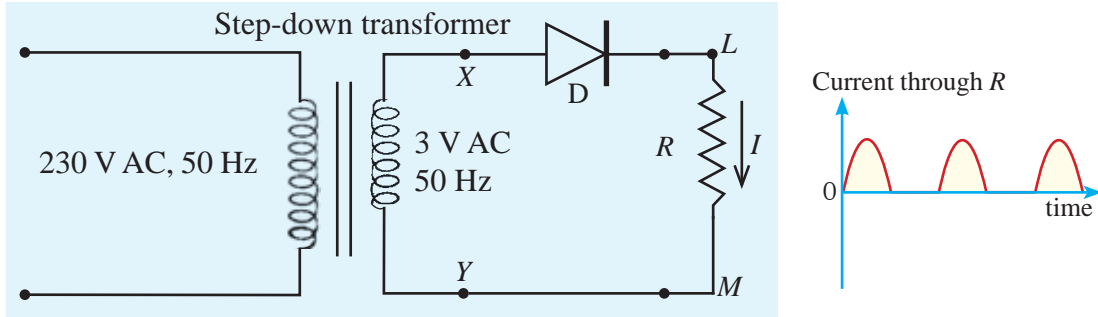 Step-down transformer
X
D
L
230 V AC, 50 Hz
3 V AC
50 Hz
R
I
Y
M
Current through R
0
time